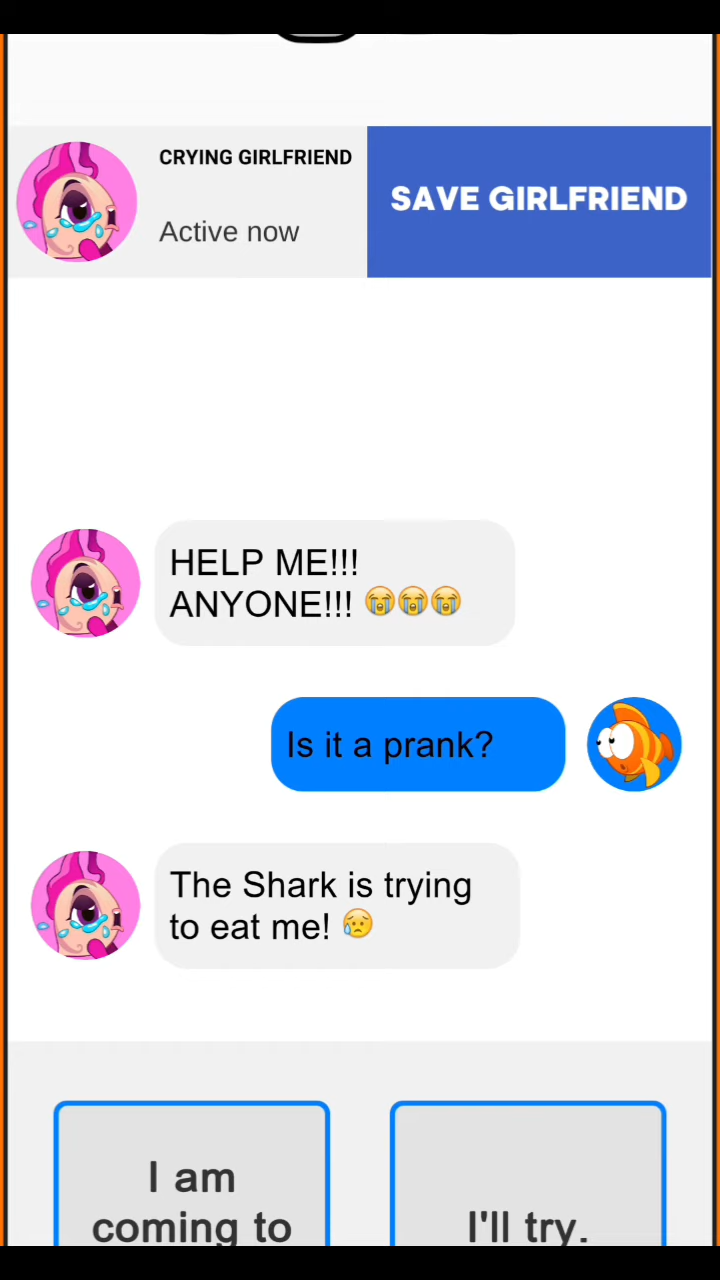 CRYING GIRLFRIEND
SAVE GIRLFRIEND
Active now
HELP ME!!!
ANYONE!!! 😭😭😭
Is it a prank?
The Shark is trying
to eat me! 😥
I am
coming to
I'll try.